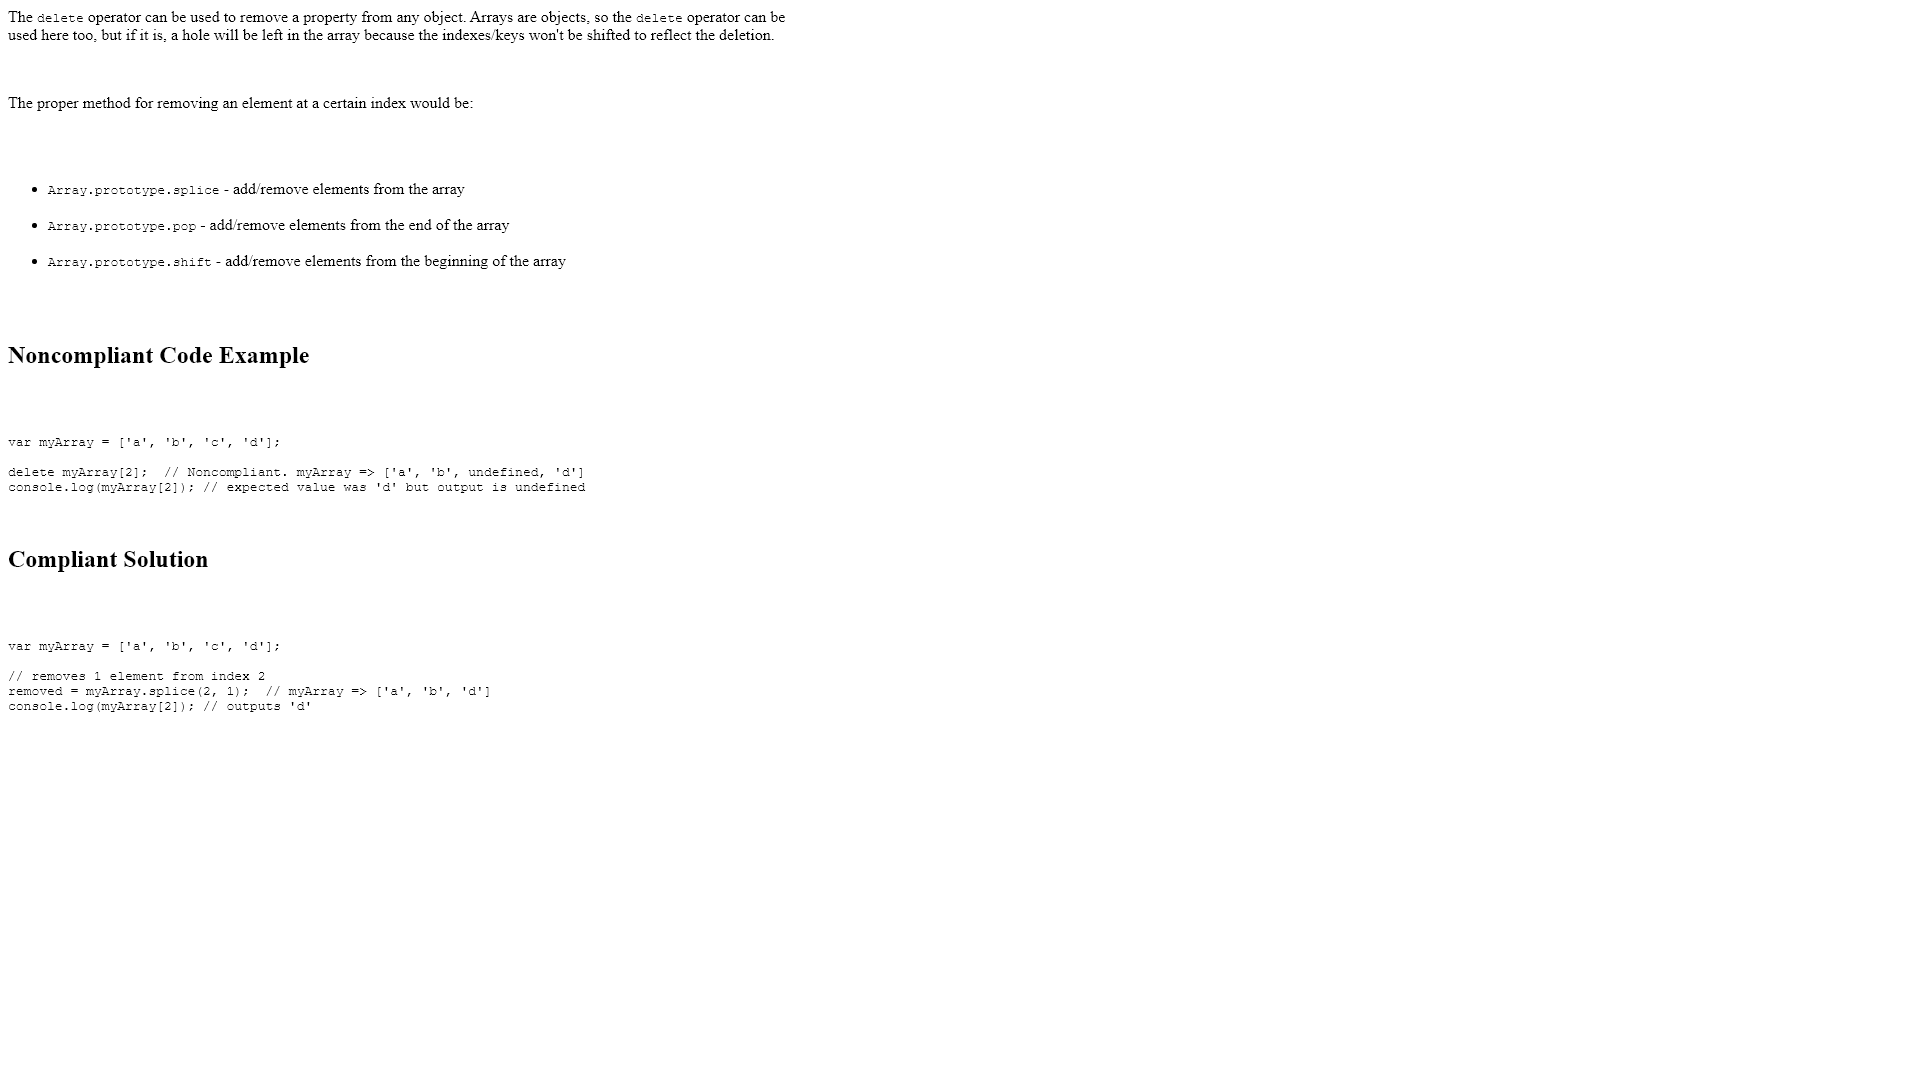 The delete operator can be used to remove a property from any object. Arrays are objects, so the delete operator can be
used here too, but if it is, a hole will be left in the array because the indexes/keys won't be shifted to reflect the deletion.
The proper method for removing an element at a certain index would be:
• Array.prototype.splice - add/remove elements from the array
• Array.prototype.pop - add/remove elements from the end of the array
• Array.prototype.shift - add/remove elements from the beginning of the array
Noncompliant Code Example
var myArray = ['a', 'b', 'c', 'd'];
delete myArray[2];  // Noncompliant. myArray => ['a', 'b', undefined, 'd']
console.log(myArray[2]); // expected value was 'd' but output is undefined
Compliant Solution
var myArray = ['a', 'b', 'c', 'd'];
// removes 1 element from index 2
removed = myArray.splice(2, 1);  // myArray => ['a', 'b', 'd']
console.log(myArray[2]); // outputs 'd'